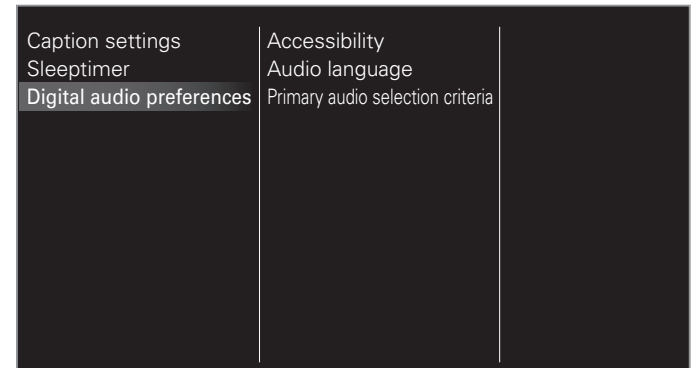 Caption settings
Sleeptimer
Digital audio preferences
Accessibility
Audio language
Primary audio selection criteria